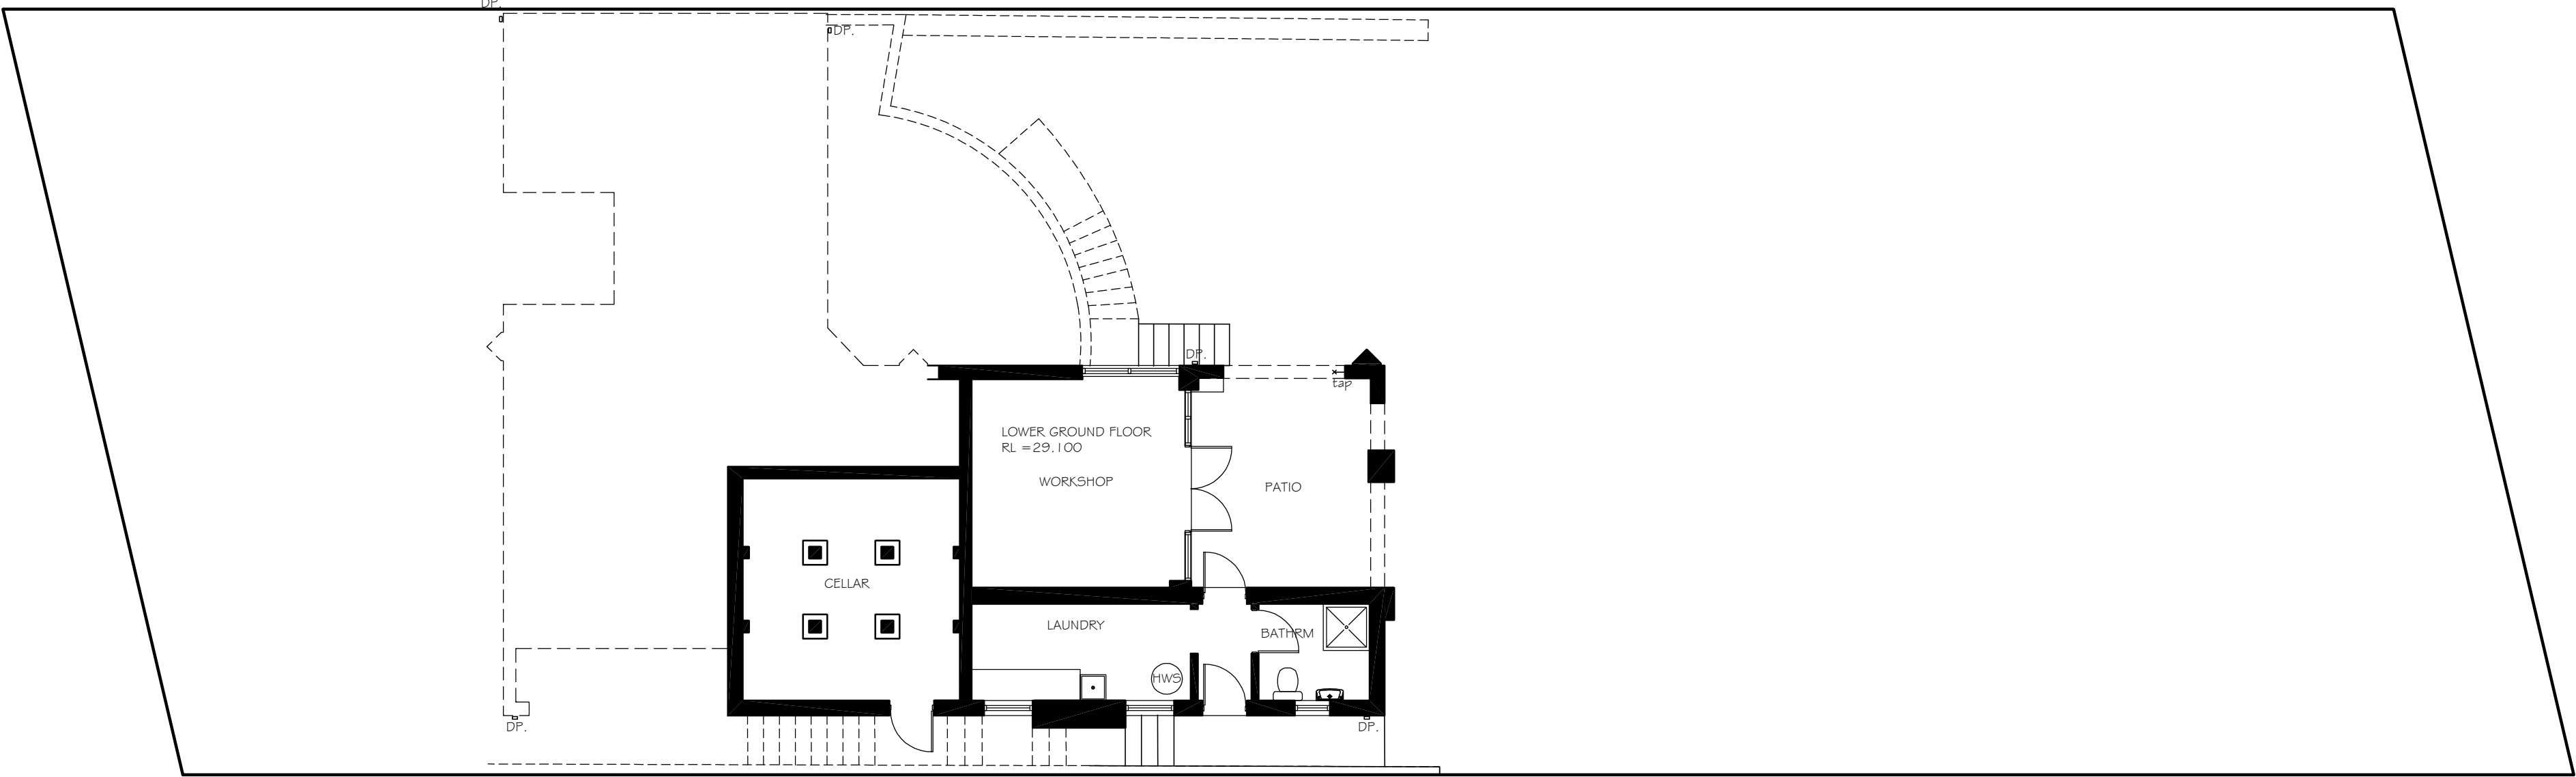 DP.
DP.
DP.
tap
LOWER GROUND FLOOR
RL =29.100
WORKSHOP
PATIO
CELLAR
LAUNDRY
BATHRM
HWS
DP.
DP.